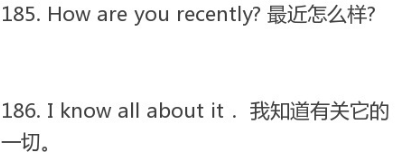 185. How are you recently? 最近怎么样?
186. I know all about it . 我知道有关它的
一切。